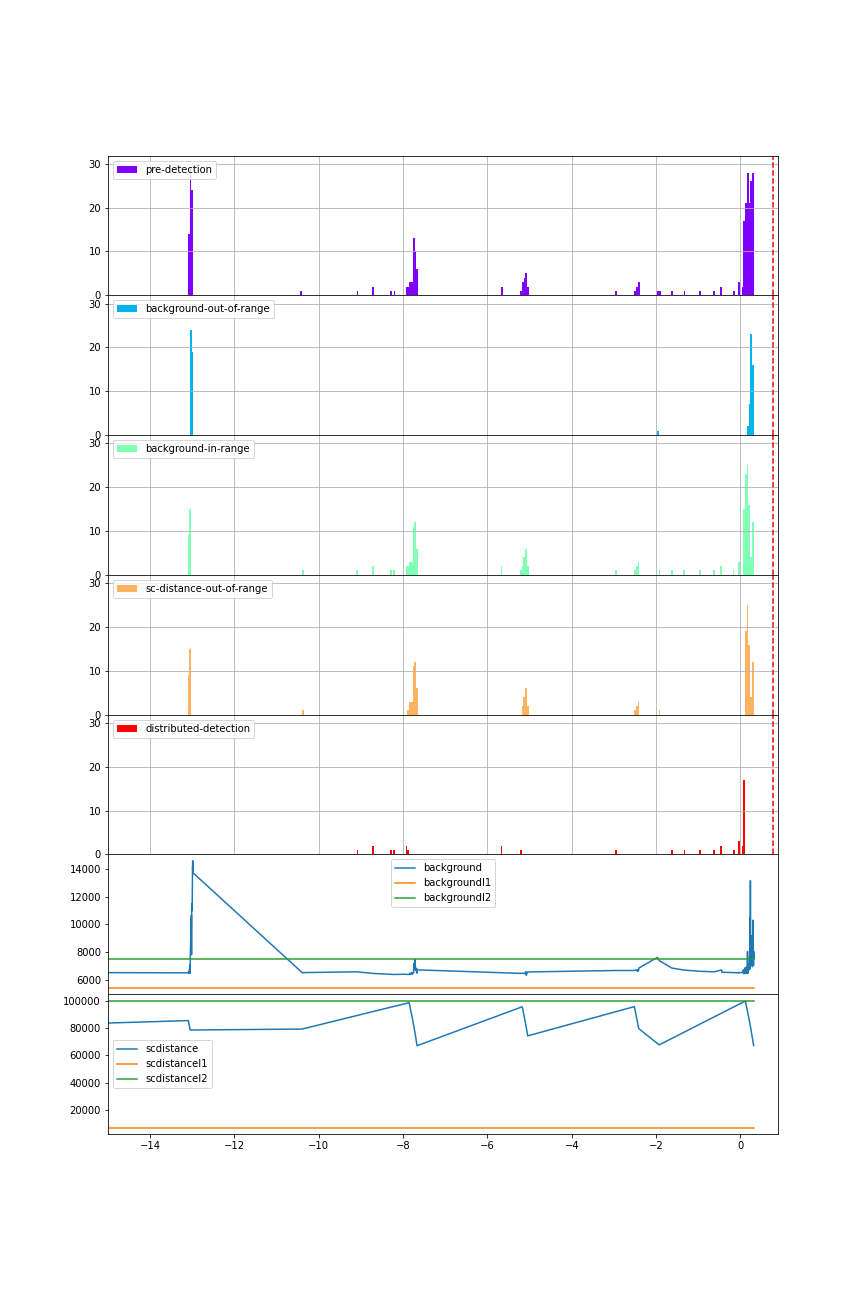 30
pre-detection
20
10
0
30
background-out-of-range
20
10
0
30
background-in-range
20
10
0
30
sc-distance-out-of-range
20
10
0
30
distributed-detection
20
10
0
14000
background
backgroundl1
12000
backgroundl2
10000
8000
6000
100000
80000
scdistance
60000
scdistancel1
scdistancel2
40000
20000
−14 −12 −10 −8 −6 −4 −2 0